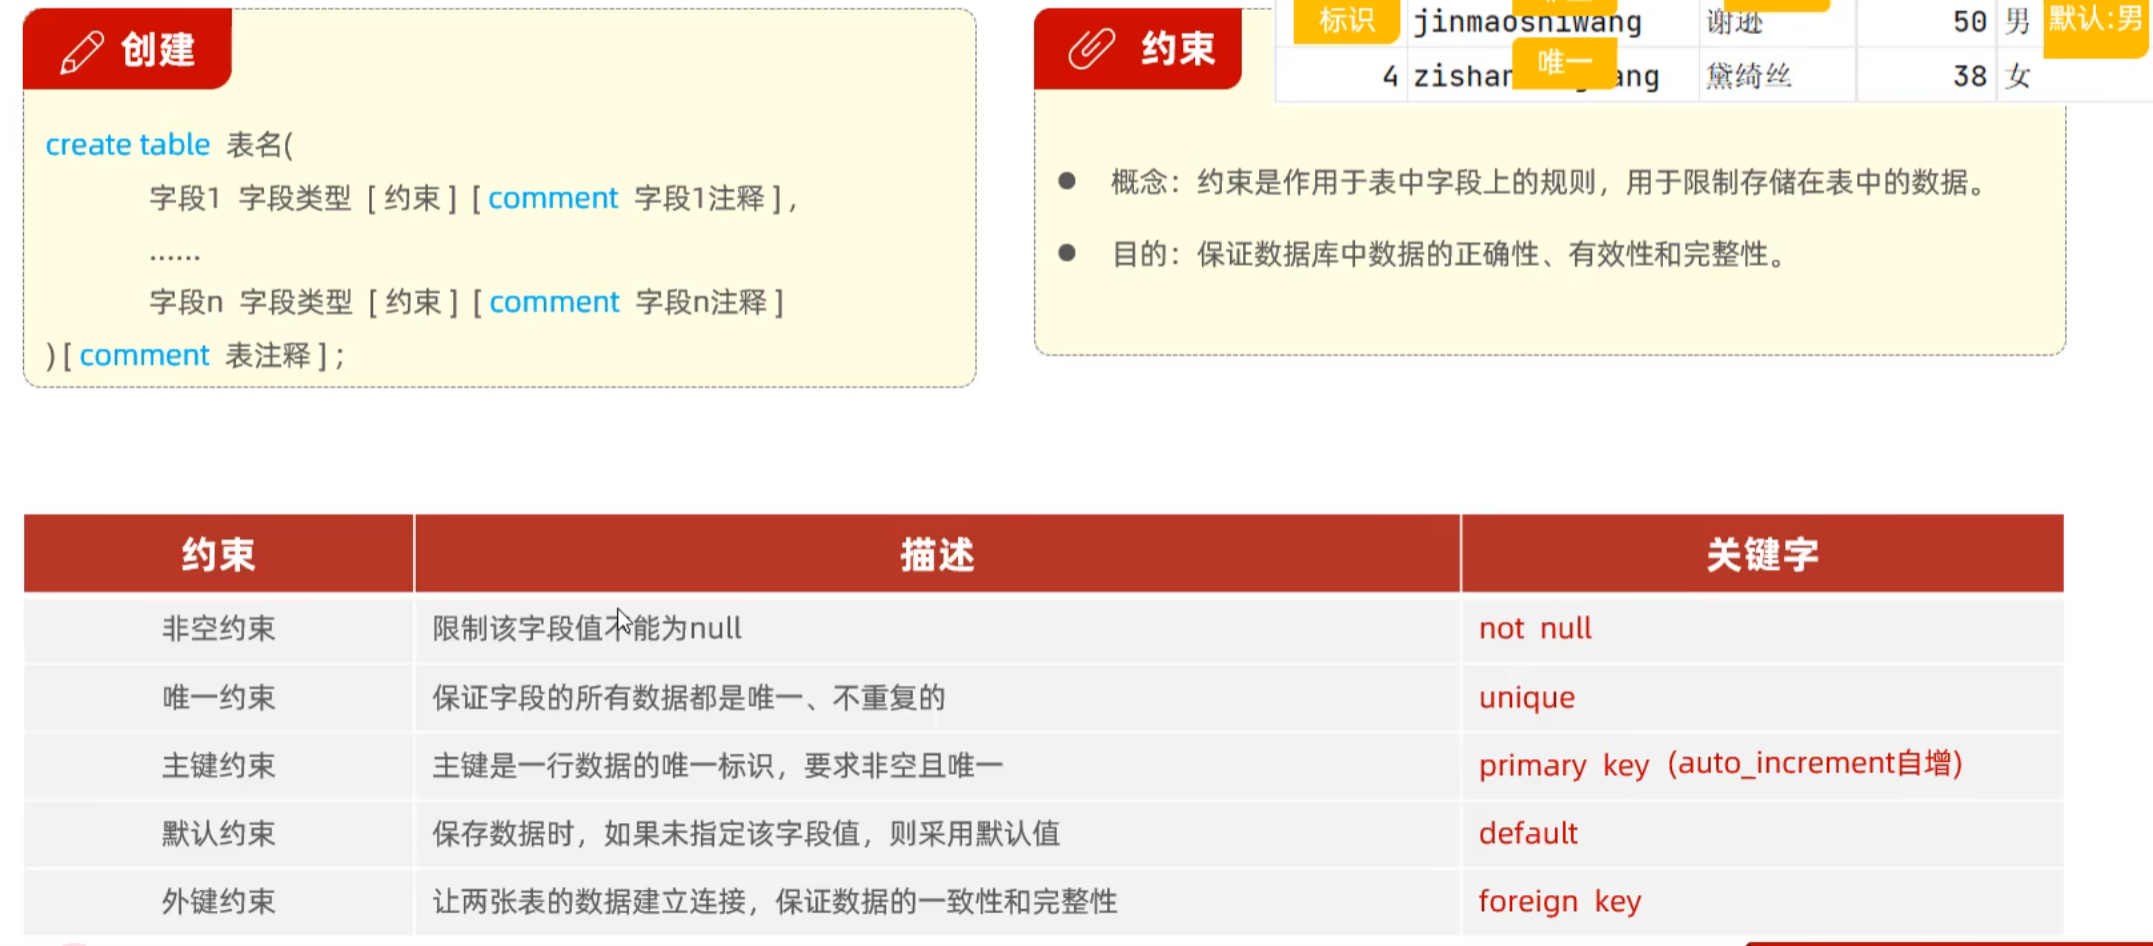 创建
create table 表名(
字段1 字段类型 [ 约束 ] [ comment 字段1注释 ] ,
......
字段n 字段类型 [ 约束 ] [ comment 字段n注释 ]
) [ comment 表注释 ] ;
约束
标识 jinmaoshiwang 谢逊 50 男 默认:男
唯一
4 黛绮丝 38 女
● 概念：约束是作用于表中字段上的规则，用于限制存储在表中的数据。
● 目的：保证数据库中数据的正确性、有效性和完整性。
约束 描述 关键字
非空约束 限制该字段值不能为null not null
唯一约束 保证字段的所有数据都是唯一、不重复的 unique
主键约束 主键是一行数据的唯一标识，要求非空且唯一 primary key（auto_increment自增）
默认约束 保存数据时，如果未指定该字段值，则采用默认值 default
外键约束 让两张表的数据建立连接，保证数据的一致性和完整性 foreign key